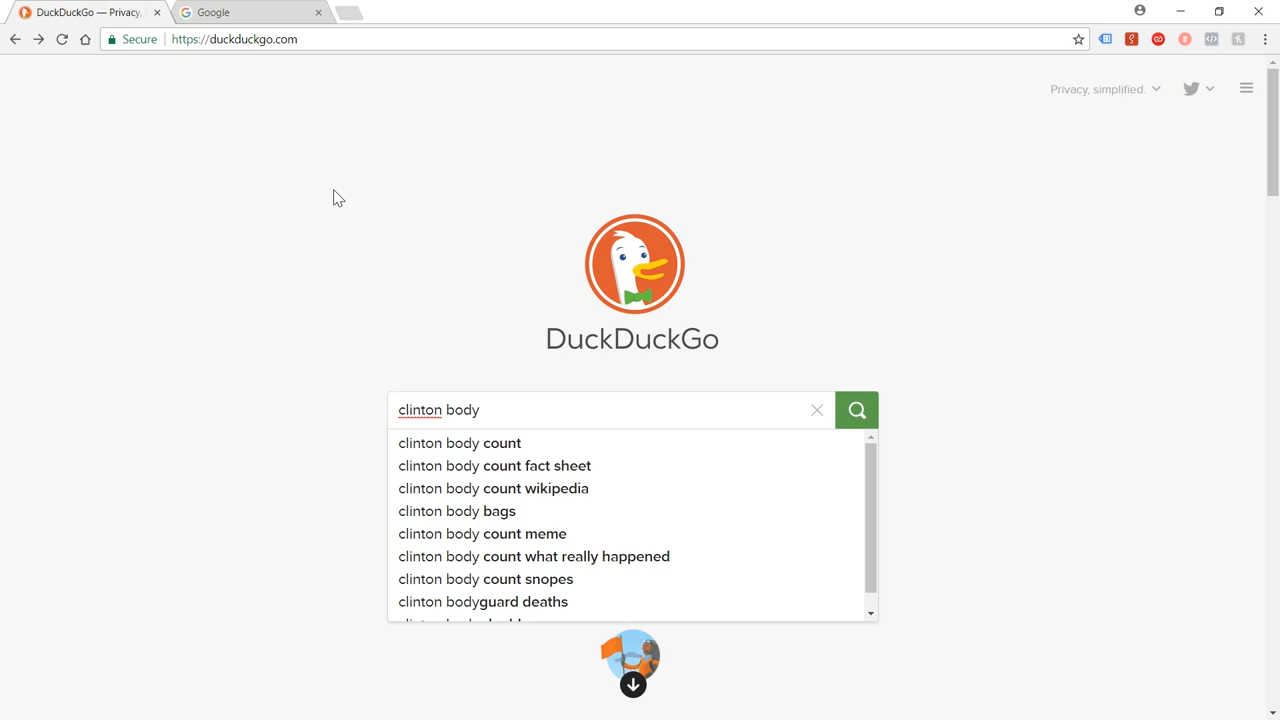 DuckDuckGo — Privacy,
Google
Secure
https://duckduckgo.com
Privacy, simplified.
DuckDuckGo
clinton body
clinton body count
clinton body count fact sheet
clinton body count wikipedia
clinton body bags
clinton body count meme
clinton body count what really happened
clinton body count snopes
clinton bodyguard deaths